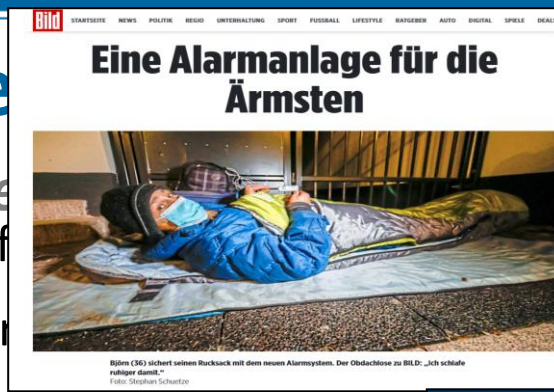 Bild STARTSEITE NEWS POLITIK REGIO UNTERHALTUNG SPORT FUSSBALL LIFESTYLE RATGEBER AUTO DIGITAL SPIELE DEALS
Eine Alarmanlage für die
Ärmsten
Björn (36) sichert seinen Rucksack mit dem neuen Alarmsystem. Der Obdachlose zu BILD: „Ich schlafe
ruhiger damit.“
Foto: Stephan Schuetze